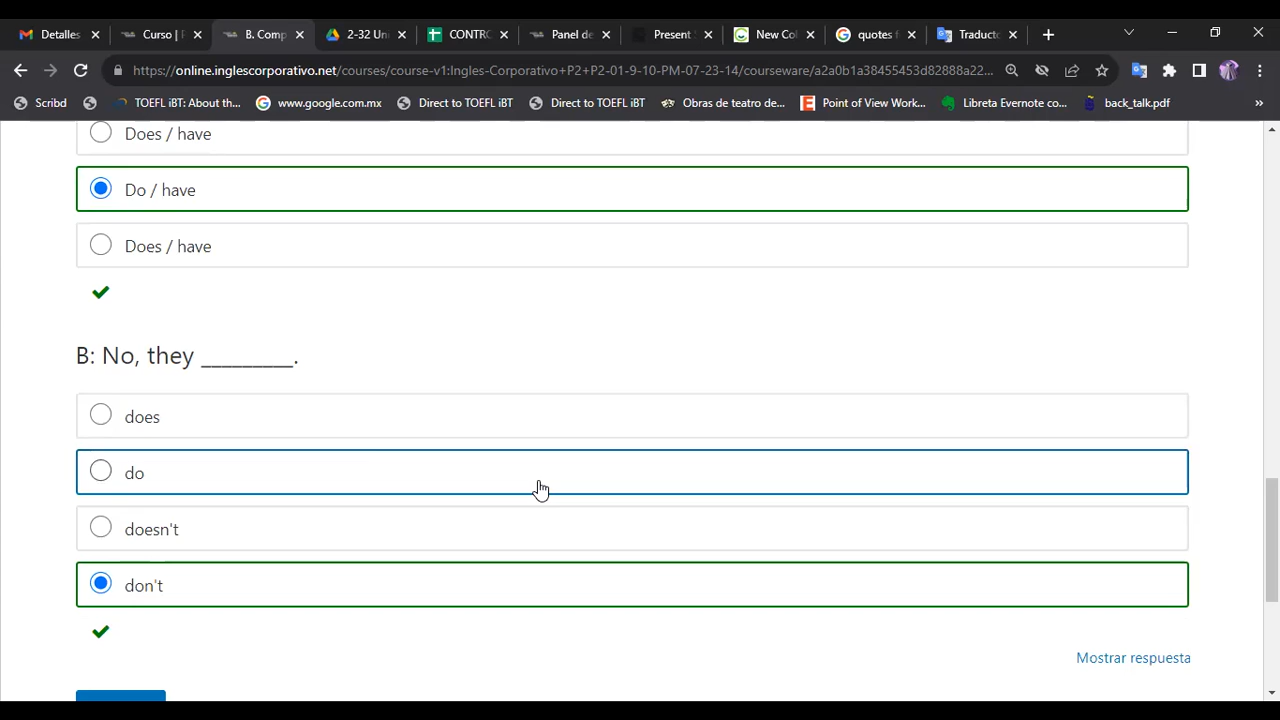 Detalles
Curso | F
B. Comp
2-32 Un
CONTRO
Panel de
Present S
New Col
quotes f
Traducto
https://online.inglescorporativo.net/courses/course-v1:Ingles-Corporativo+P2+P2-01-9-10-PM-07-23-14/courseware/a2a0b1a38455453d82888a22...
Scribd
TOEFL iBT: About th...
www.google.com.mx
Direct to TOEFL iBT
Direct to TOEFL iBT
Obras de teatro de...
Point of View Work...
Libreta Evernote co...
back_talk.pdf
»
Does / have
Do / have
Does / have
B: No, they _________.
does
do
doesn't
don't
Mostrar respuesta